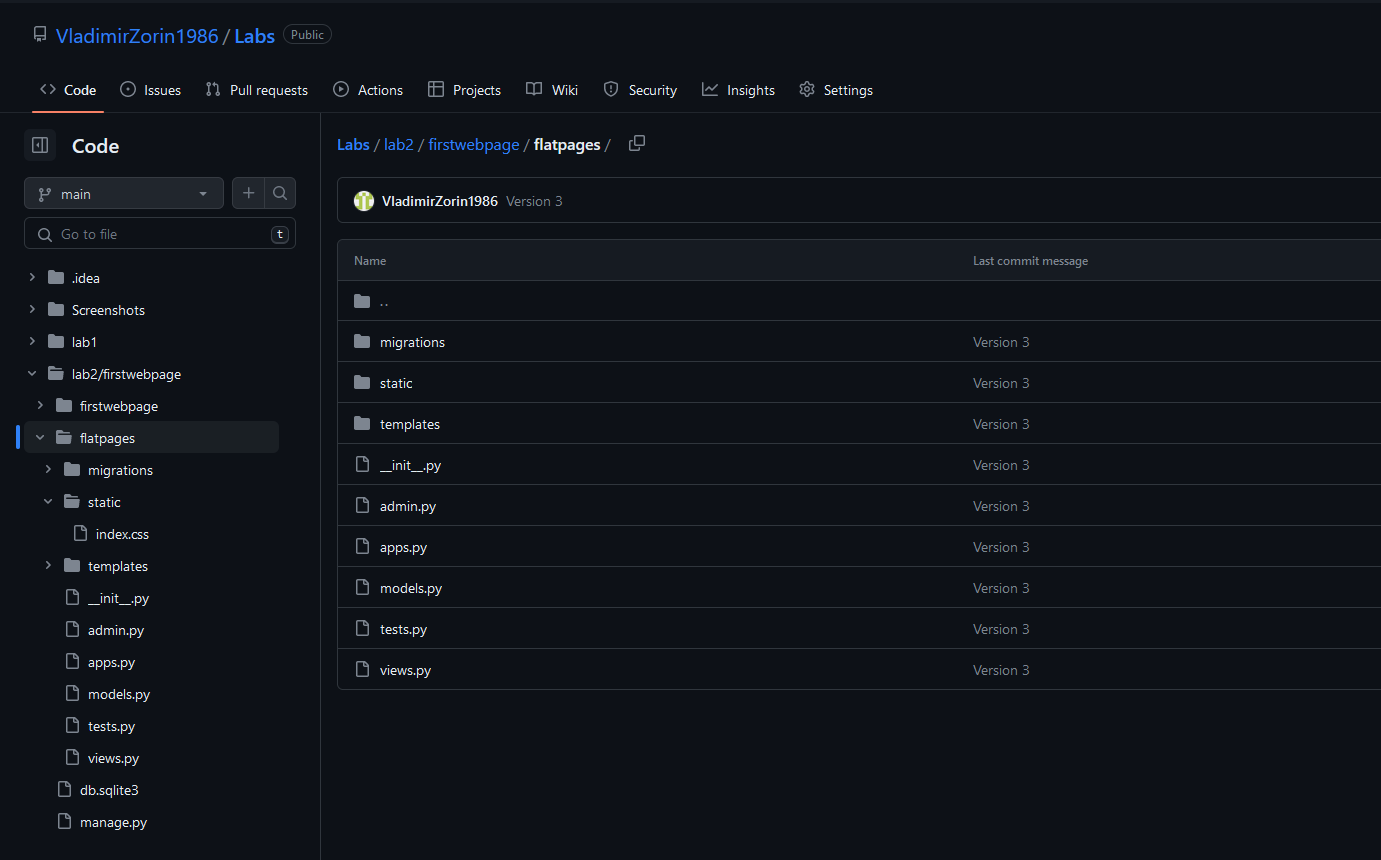 VladimirZorin1986 / Labs Public
Code Issues Pull requests Actions Projects Wiki Security Insights Settings
Code
main
Go to file t
.idea
Screenshots
lab1
lab2/firstwebpage
firstwebpage
flatpages
migrations
static
index.css
templates
__init__.py
admin.py
apps.py
models.py
tests.py
views.py
db.sqlite3
manage.py
Labs / lab2 / firstwebpage / flatpages /
VladimirZorin1986 Version 3
Name Last commit message
..
migrations Version 3
static Version 3
templates Version 3
__init__.py Version 3
admin.py Version 3
apps.py Version 3
models.py Version 3
tests.py Version 3
views.py Version 3